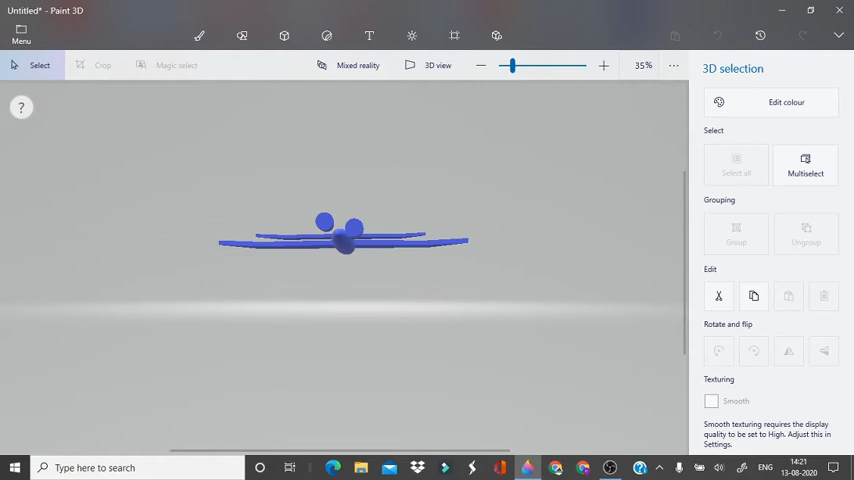 Untitled* - Paint 3D
Menu
Select
Crop
Magic select
Mixed reality
3D view
35%
?
3D selection
Edit colour
Select
Select all
Multiselect
Grouping
Group
Ungroup
Edit
Rotate and flip
Texturing
Smooth
Smooth texturing requires the display
quality to be set to High. Adjust this in
Settings.
Type here to search
ENG
14:21
13-08-2020